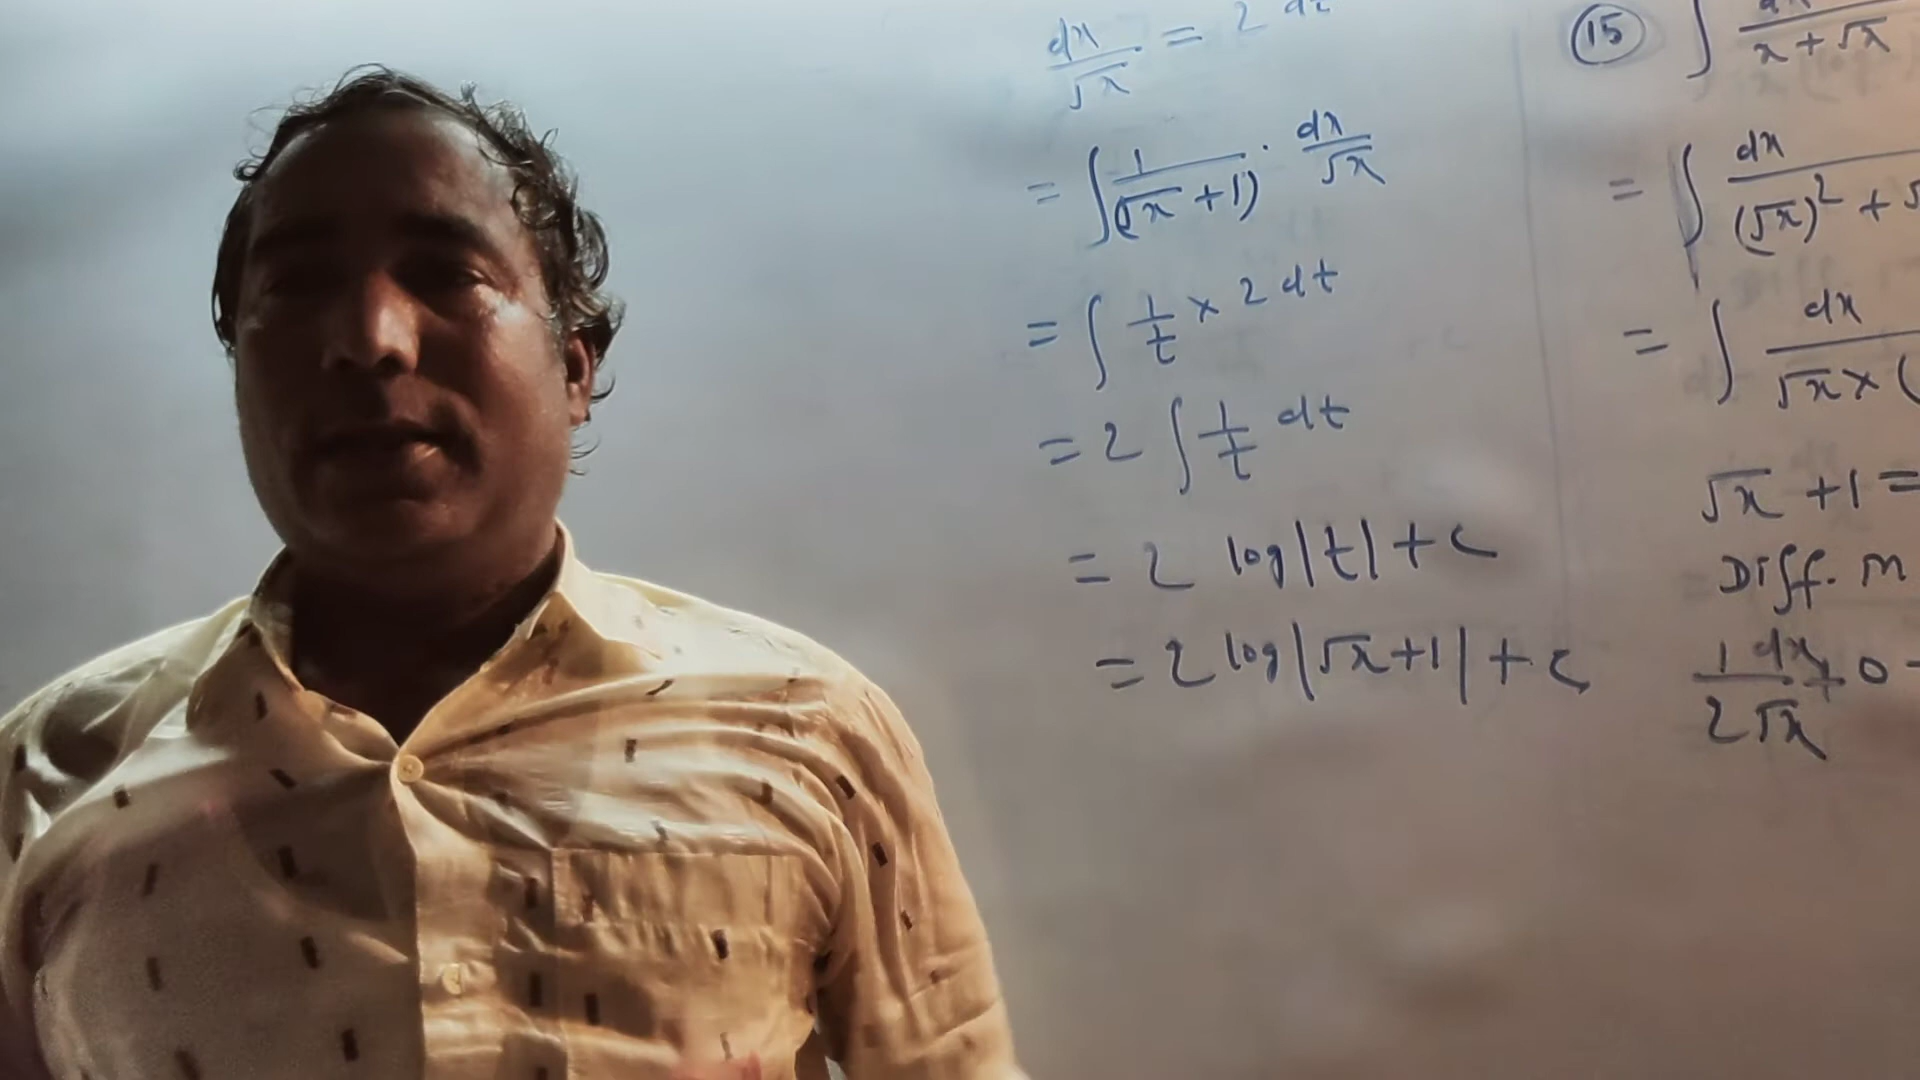 dx/√x = 2 dt
= ∫ 1/(√x + 1) · dx/√x
= ∫ 1/t × 2 dt
= 2 ∫ 1/t dt
= 2 log|t| + c
= 2 log|√x+1| + c
15 ∫ dx/x+√x
= ∫ dx/(√x)² +
= ∫ dx/√x × (
√x + 1 =
Diff.
1/2√x dx + 0